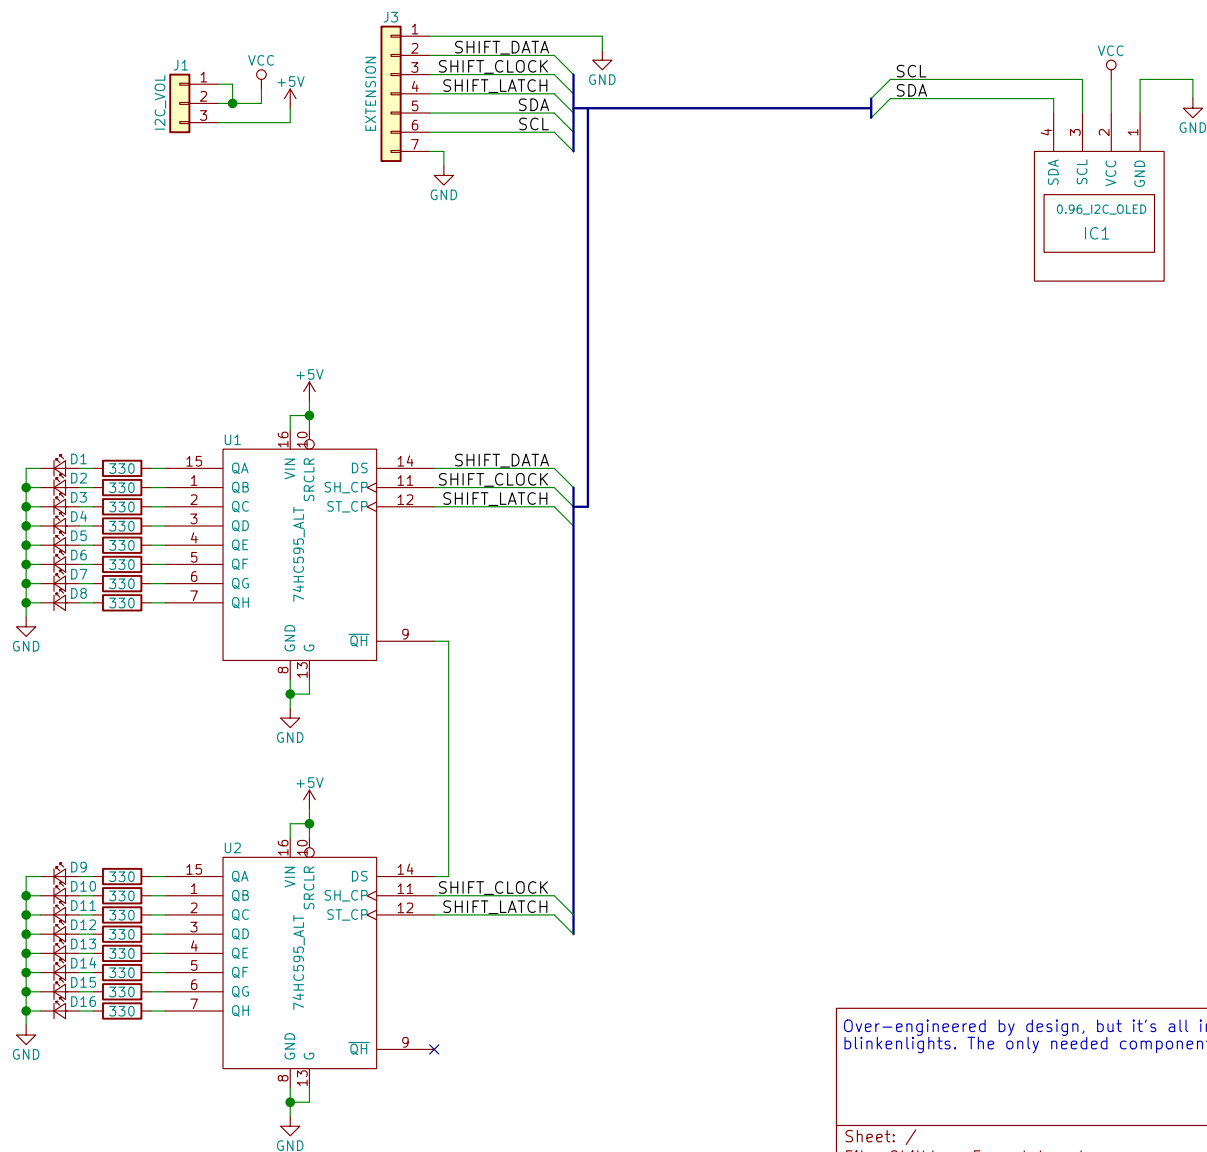 J3
EXTENSION
1
2 SHIFT_DATA
3 SHIFT_CLOCK
4 SHIFT_LATCH
5 SDA
6 SCL
7
GND
GND
J1
I2C_VOL
1
2
3
VCC
+5V
SCL
SDA
VCC
GND
4 3 2 1
SDA SCL VCC GND
0.96_I2C_OLED
IC1
+5V
U1
16 10
VIN SRCLR
74HC595_ALT
D1 330 15 QA
D2 330 1 QB
D3 330 2 QC
D4 330 3 QD
D5 330 4 QE
D6 330 5 QF
D7 330 6 QG
D8 330 7 QH
GND
DS 14 SHIFT_DATA
SH_CP 11 SHIFT_CLOCK
ST_CP 12 SHIFT_LATCH
QH 9
GND G
8 13
GND
+5V
U2
16 10
VIN SRCLR
74HC595_ALT
D9 330 15 QA
D10 330 1 QB
D11 330 2 QC
D12 330 3 QD
D13 330 4 QE
D14 330 5 QF
D15 330 6 QG
D16 330 7 QH
GND
DS 14
SH_CP 11 SHIFT_CLOCK
ST_CP 12 SHIFT_LATCH
QH 9
GND G
8 13
GND
Over-engineered by design, but it's all
blinkenlights. The only needed
Sheet: /